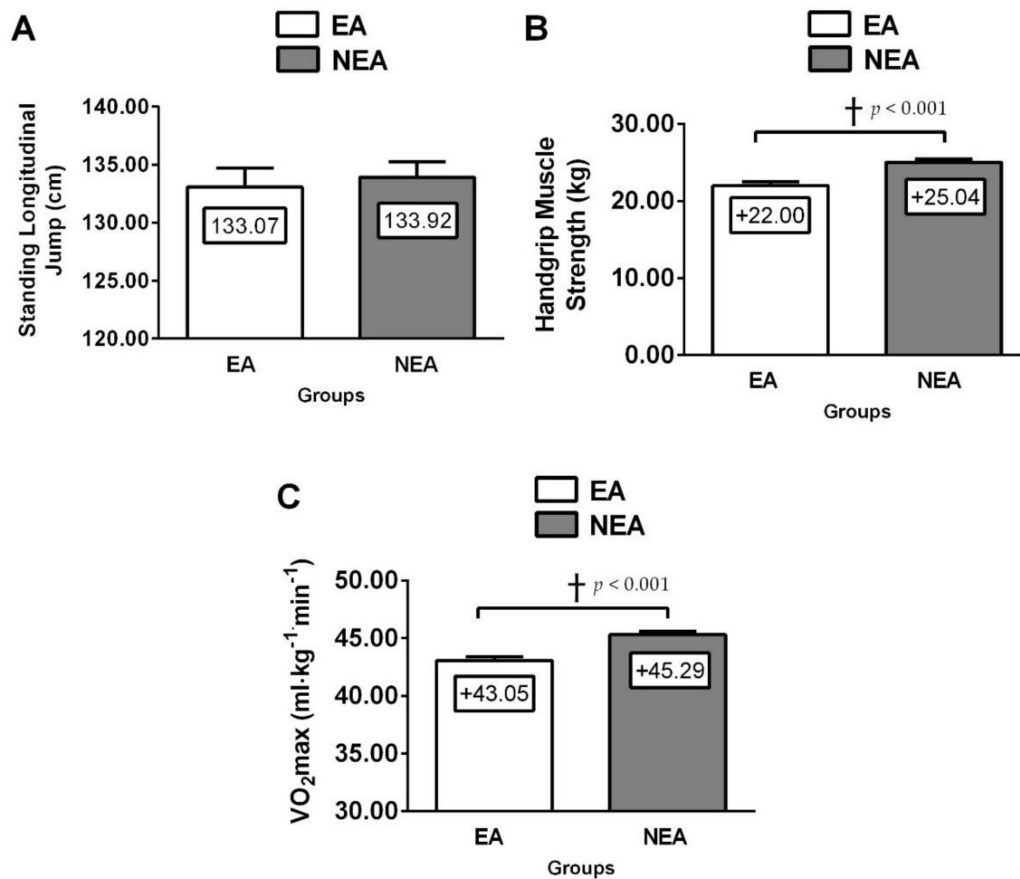 A
EA
NEA
Standing Longitudinal
Jump (cm)
140.00
135.00
130.00
125.00
120.00
133.07
133.92
EA
NEA
Groups
B
EA
NEA
† p < 0.001
Handgrip Muscle
Strength (kg)
30.00
20.00
10.00
0.00
+22.00
+25.04
EA
NEA
Groups
C
EA
NEA
† p < 0.001
VO₂max (ml·kg⁻¹·min⁻¹)
50.00
45.00
40.00
35.00
30.00
+43.05
+45.29
EA
NEA
Groups